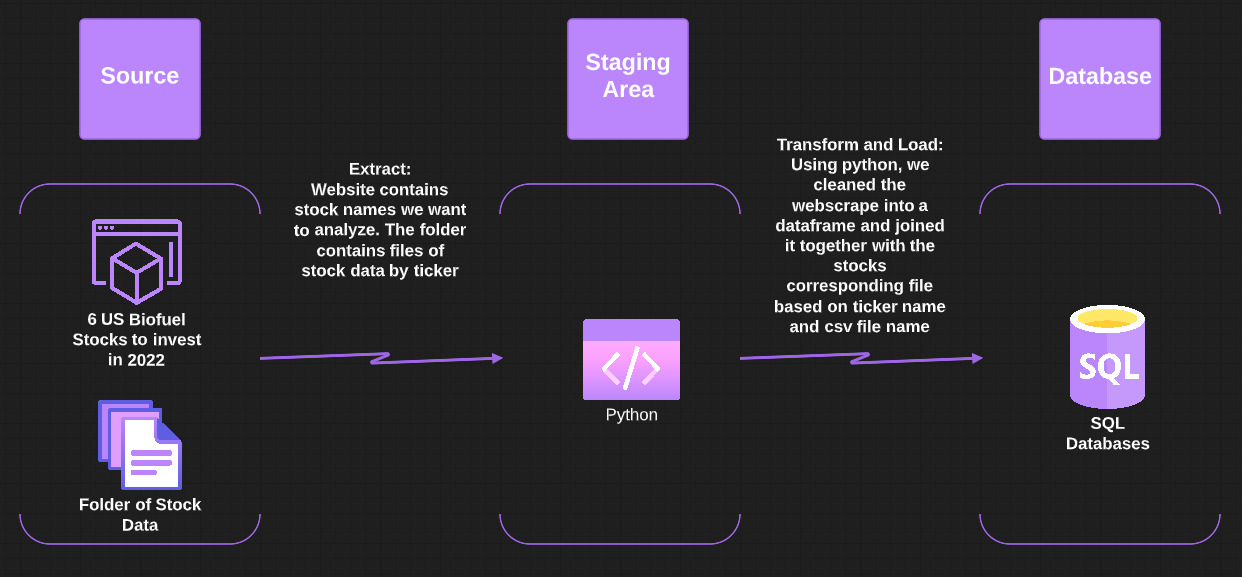 Source
Staging
Area
Database
Extract:
Website contains
stock names we want
to analyze. The folder
contains files of
stock data by ticker
Transform and Load:
Using python, we
cleaned the
webscrape into a
dataframe and joined
it together with the
stocks
corresponding file
based on ticker name
and csv file name
6 US Biofuel
Stocks to invest
in 2022
Folder of Stock
Data
</>
Python
SQL
SQL
Databases